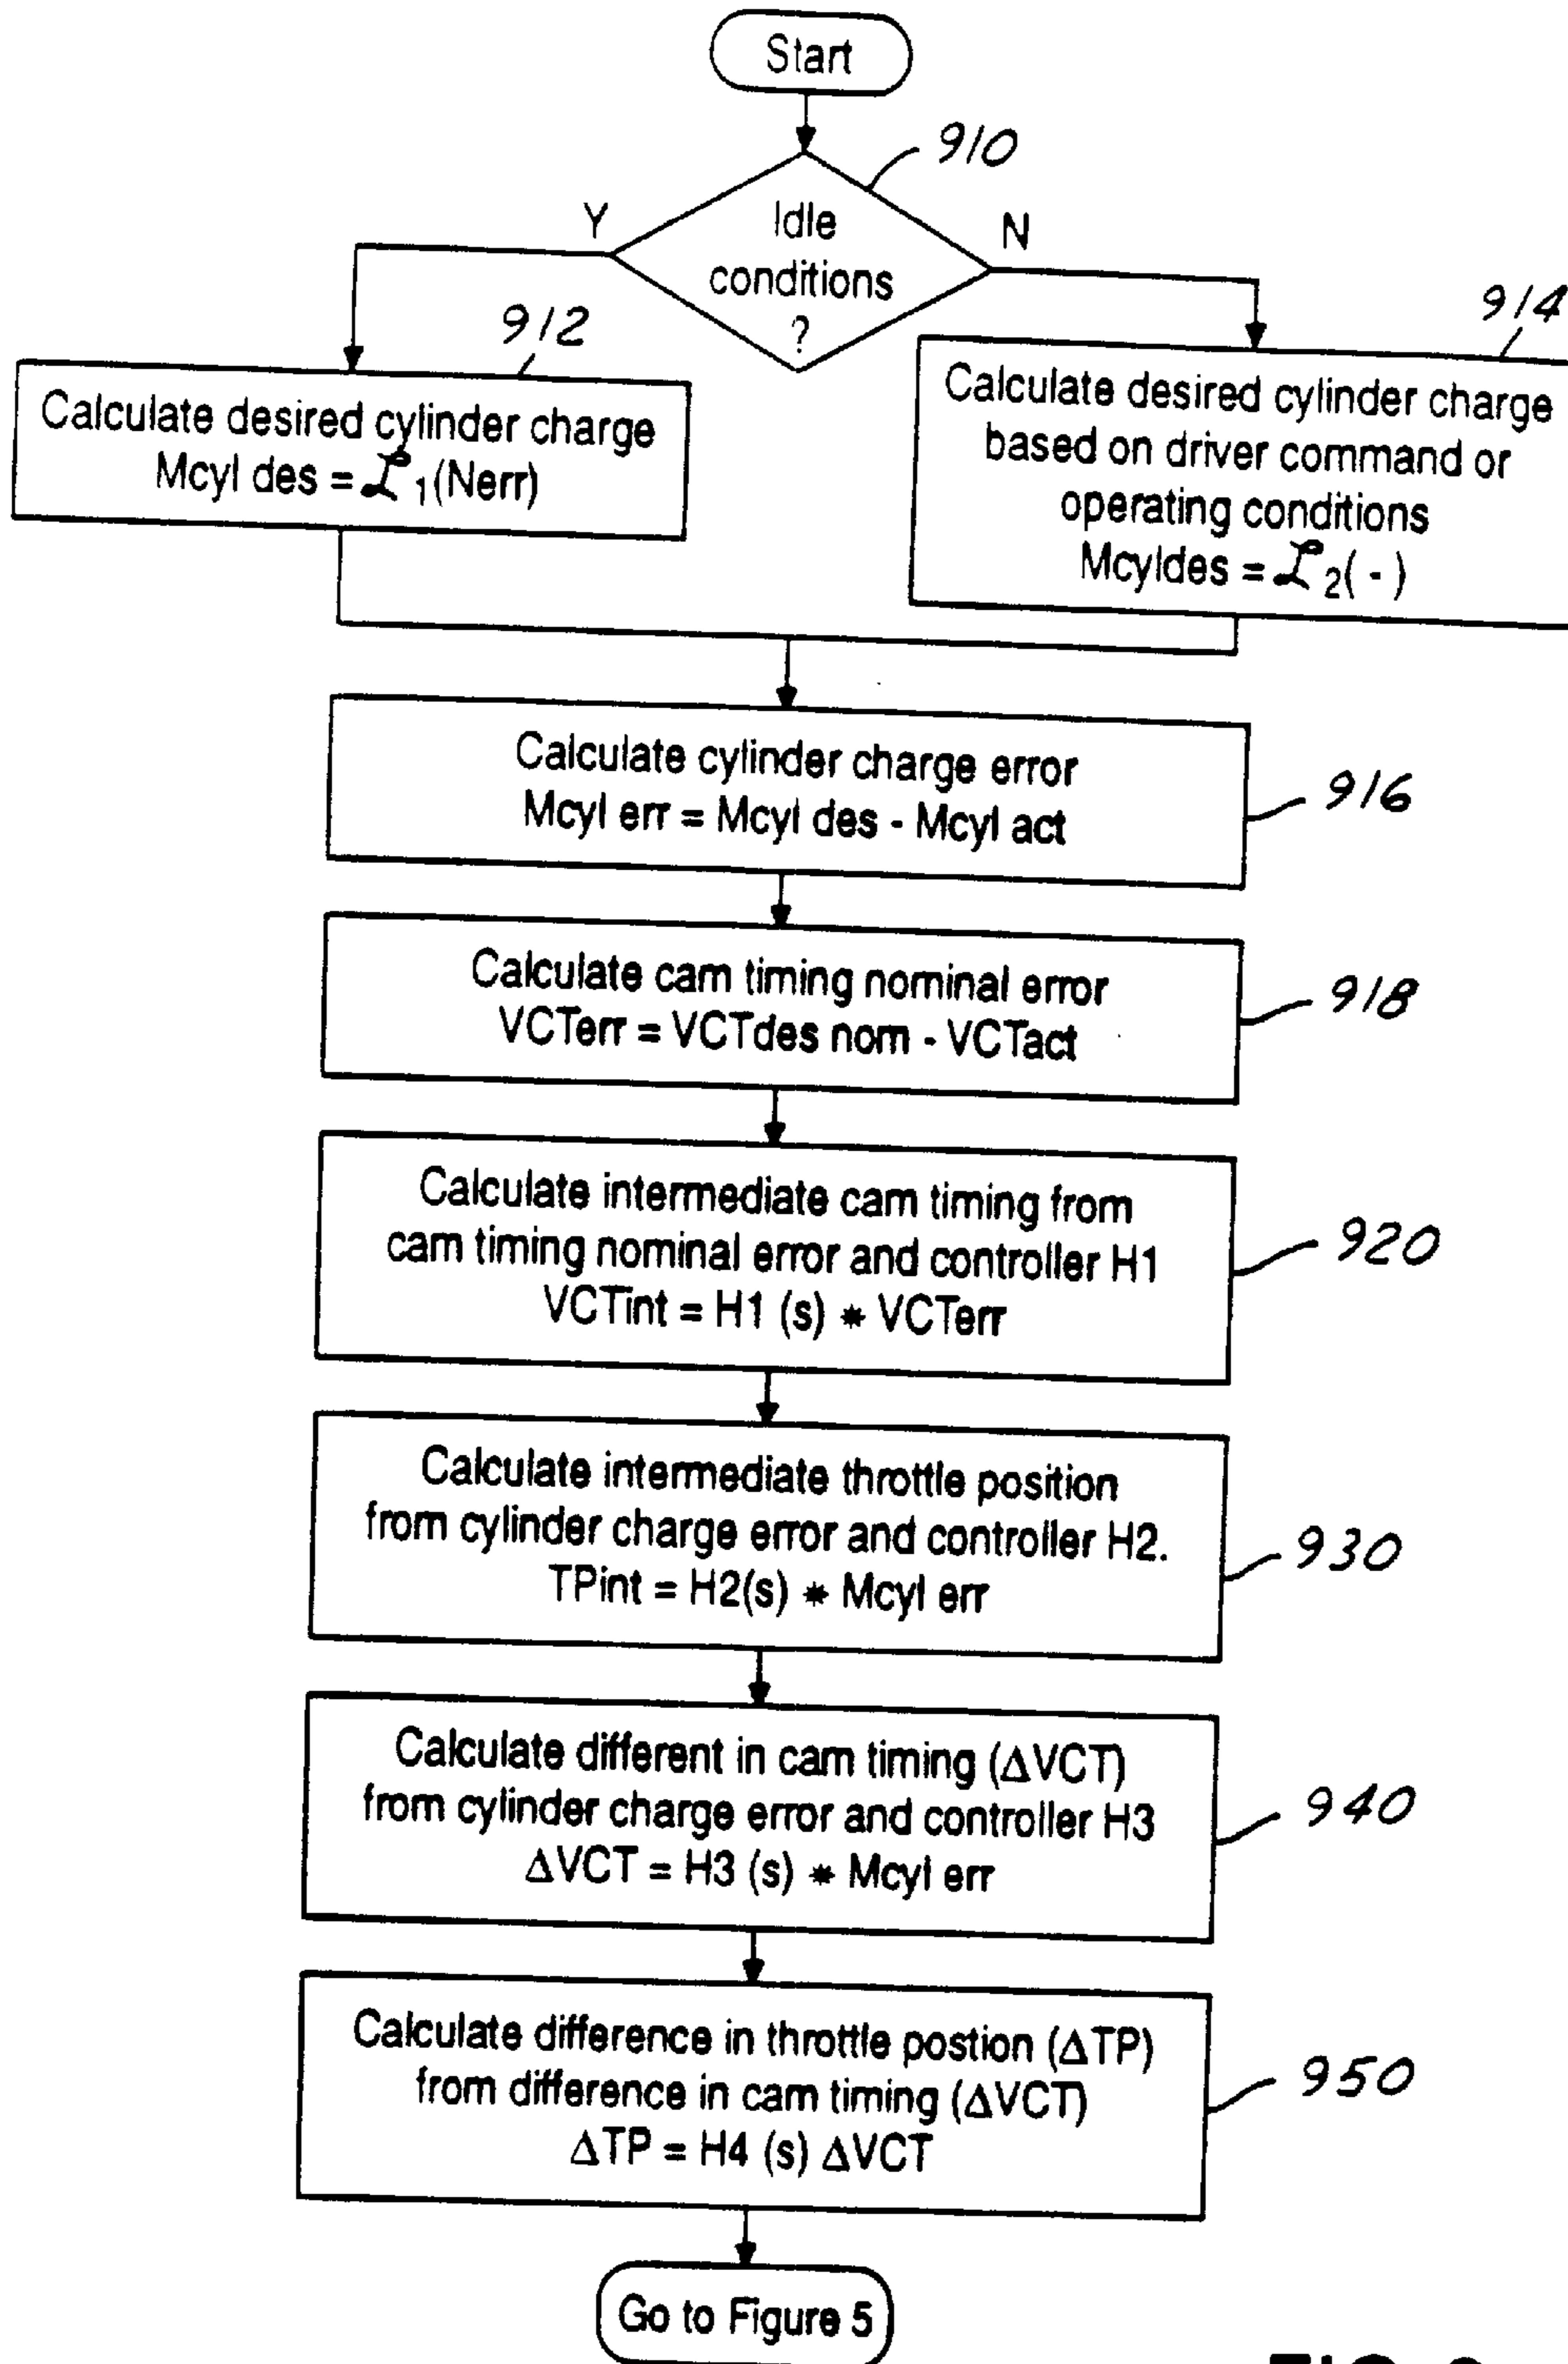 Start
910
Idle
conditions
?
Y
N
912
914
Calculate desired cylinder charge
Mcyl des = ℒ1(Nerr)
Calculate desired cylinder charge
based on driver command or
operating conditions
Mcyldes = ℒ2( - )
Calculate cylinder charge error
Mcyl err = Mcyl des - Mcyl act
916
Calculate cam timing nominal error
VCTerr = VCTdes nom - VCTact
918
Calculate intermediate cam timing from
cam timing nominal error and controller H1
VCTint = H1 (s) * VCTerr
920
Calculate intermediate throttle position
from cylinder charge error and controller H2.
TPint = H2(s) * Mcyl err
930
Calculate different in cam timing (ΔVCT)
from cylinder charge error and controller H3
ΔVCT = H3 (s) * Mcyl err
940
Calculate difference in throttle postion (ΔTP)
from difference in cam timing (ΔVCT)
ΔTP = H4 (s) ΔVCT
950
Go to Figure 5